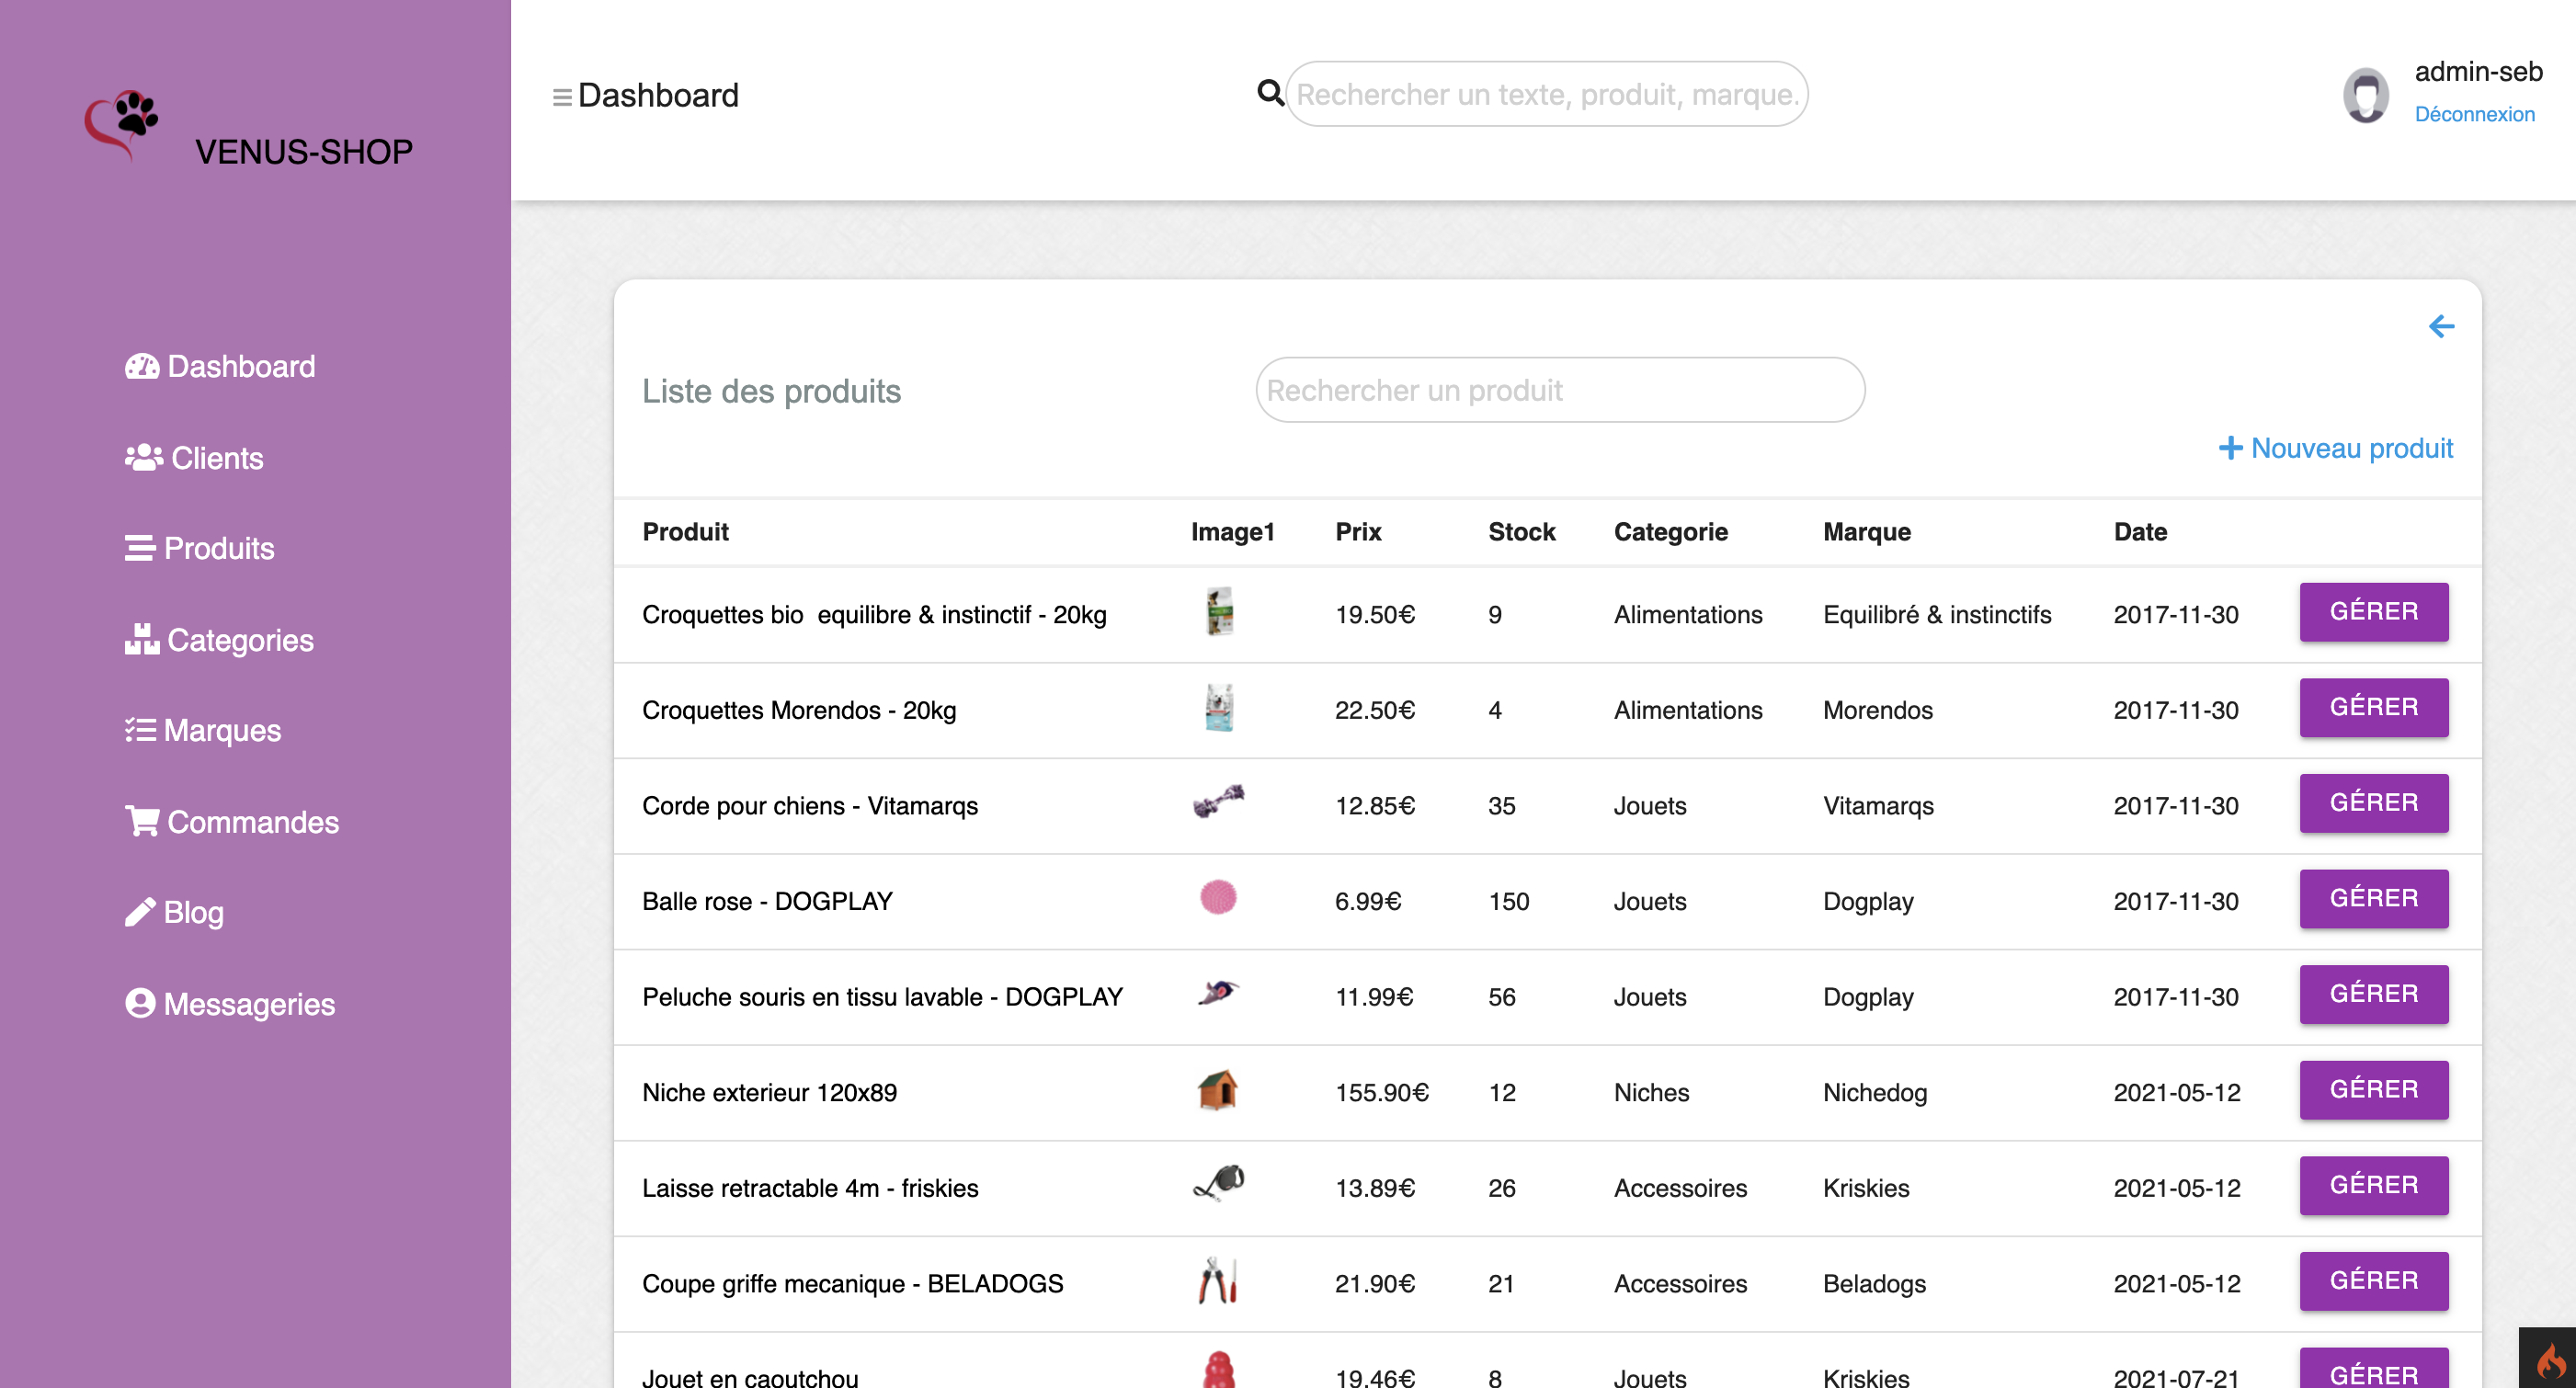 VENUS-SHOP
Dashboard
Clients
Produits
Categories
Marques
Commandes
Blog
Messageries
Dashboard
Rechercher un texte, produit, marque.
admin-seb
Déconnexion
Liste des produits
Rechercher un produit
Nouveau produit
Produit Image1 Prix Stock Categorie Marque Date
Croquettes bio  equilibre & instinctif - 20kg 19.50€ 9 Alimentations Equilibré & instinctifs 2017-11-30 GÉRER
Croquettes Morendos - 20kg 22.50€ 4 Alimentations Morendos 2017-11-30 GÉRER
Corde pour chiens - Vitamarqs 12.85€ 35 Jouets Vitamarqs 2017-11-30 GÉRER
Balle rose - DOGPLAY 6.99€ 150 Jouets Dogplay 2017-11-30 GÉRER
Peluche souris en tissu lavable - DOGPLAY 11.99€ 56 Jouets Dogplay 2017-11-30 GÉRER
Niche exterieur 120x89 155.90€ 12 Niches Nichedog 2021-05-12 GÉRER
Laisse retractable 4m - friskies 13.89€ 26 Accessoires Kriskies 2021-05-12 GÉRER
Coupe griffe mecanique - BELADOGS 21.90€ 21 Accessoires Beladogs 2021-05-12 GÉRER
Jouet en caoutchou 19.46€ 8 Jouets Kriskies 2021-07-21 GÉRER